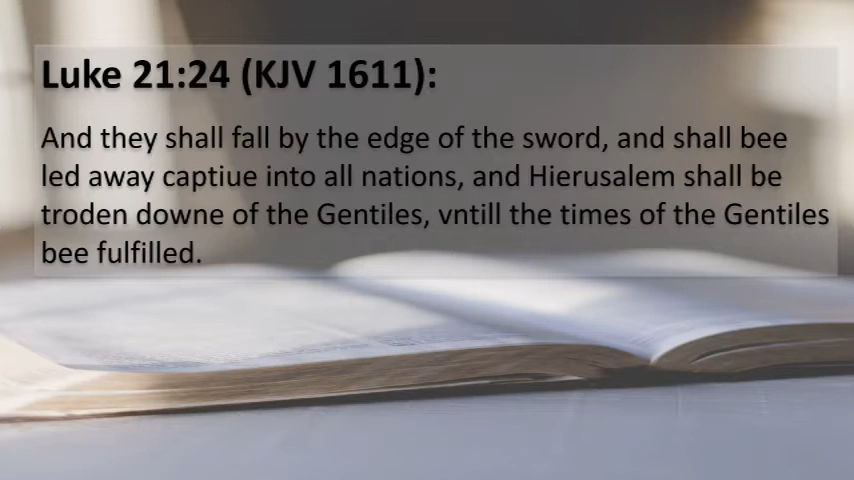 Luke 21:24 (KJV 1611):
And they shall fall by the edge of the sword, and shall bee
led away captiue into all nations, and Hierusalem shall be
troden downe of the Gentiles, vntill the times of the Gentiles
bee fulfilled.